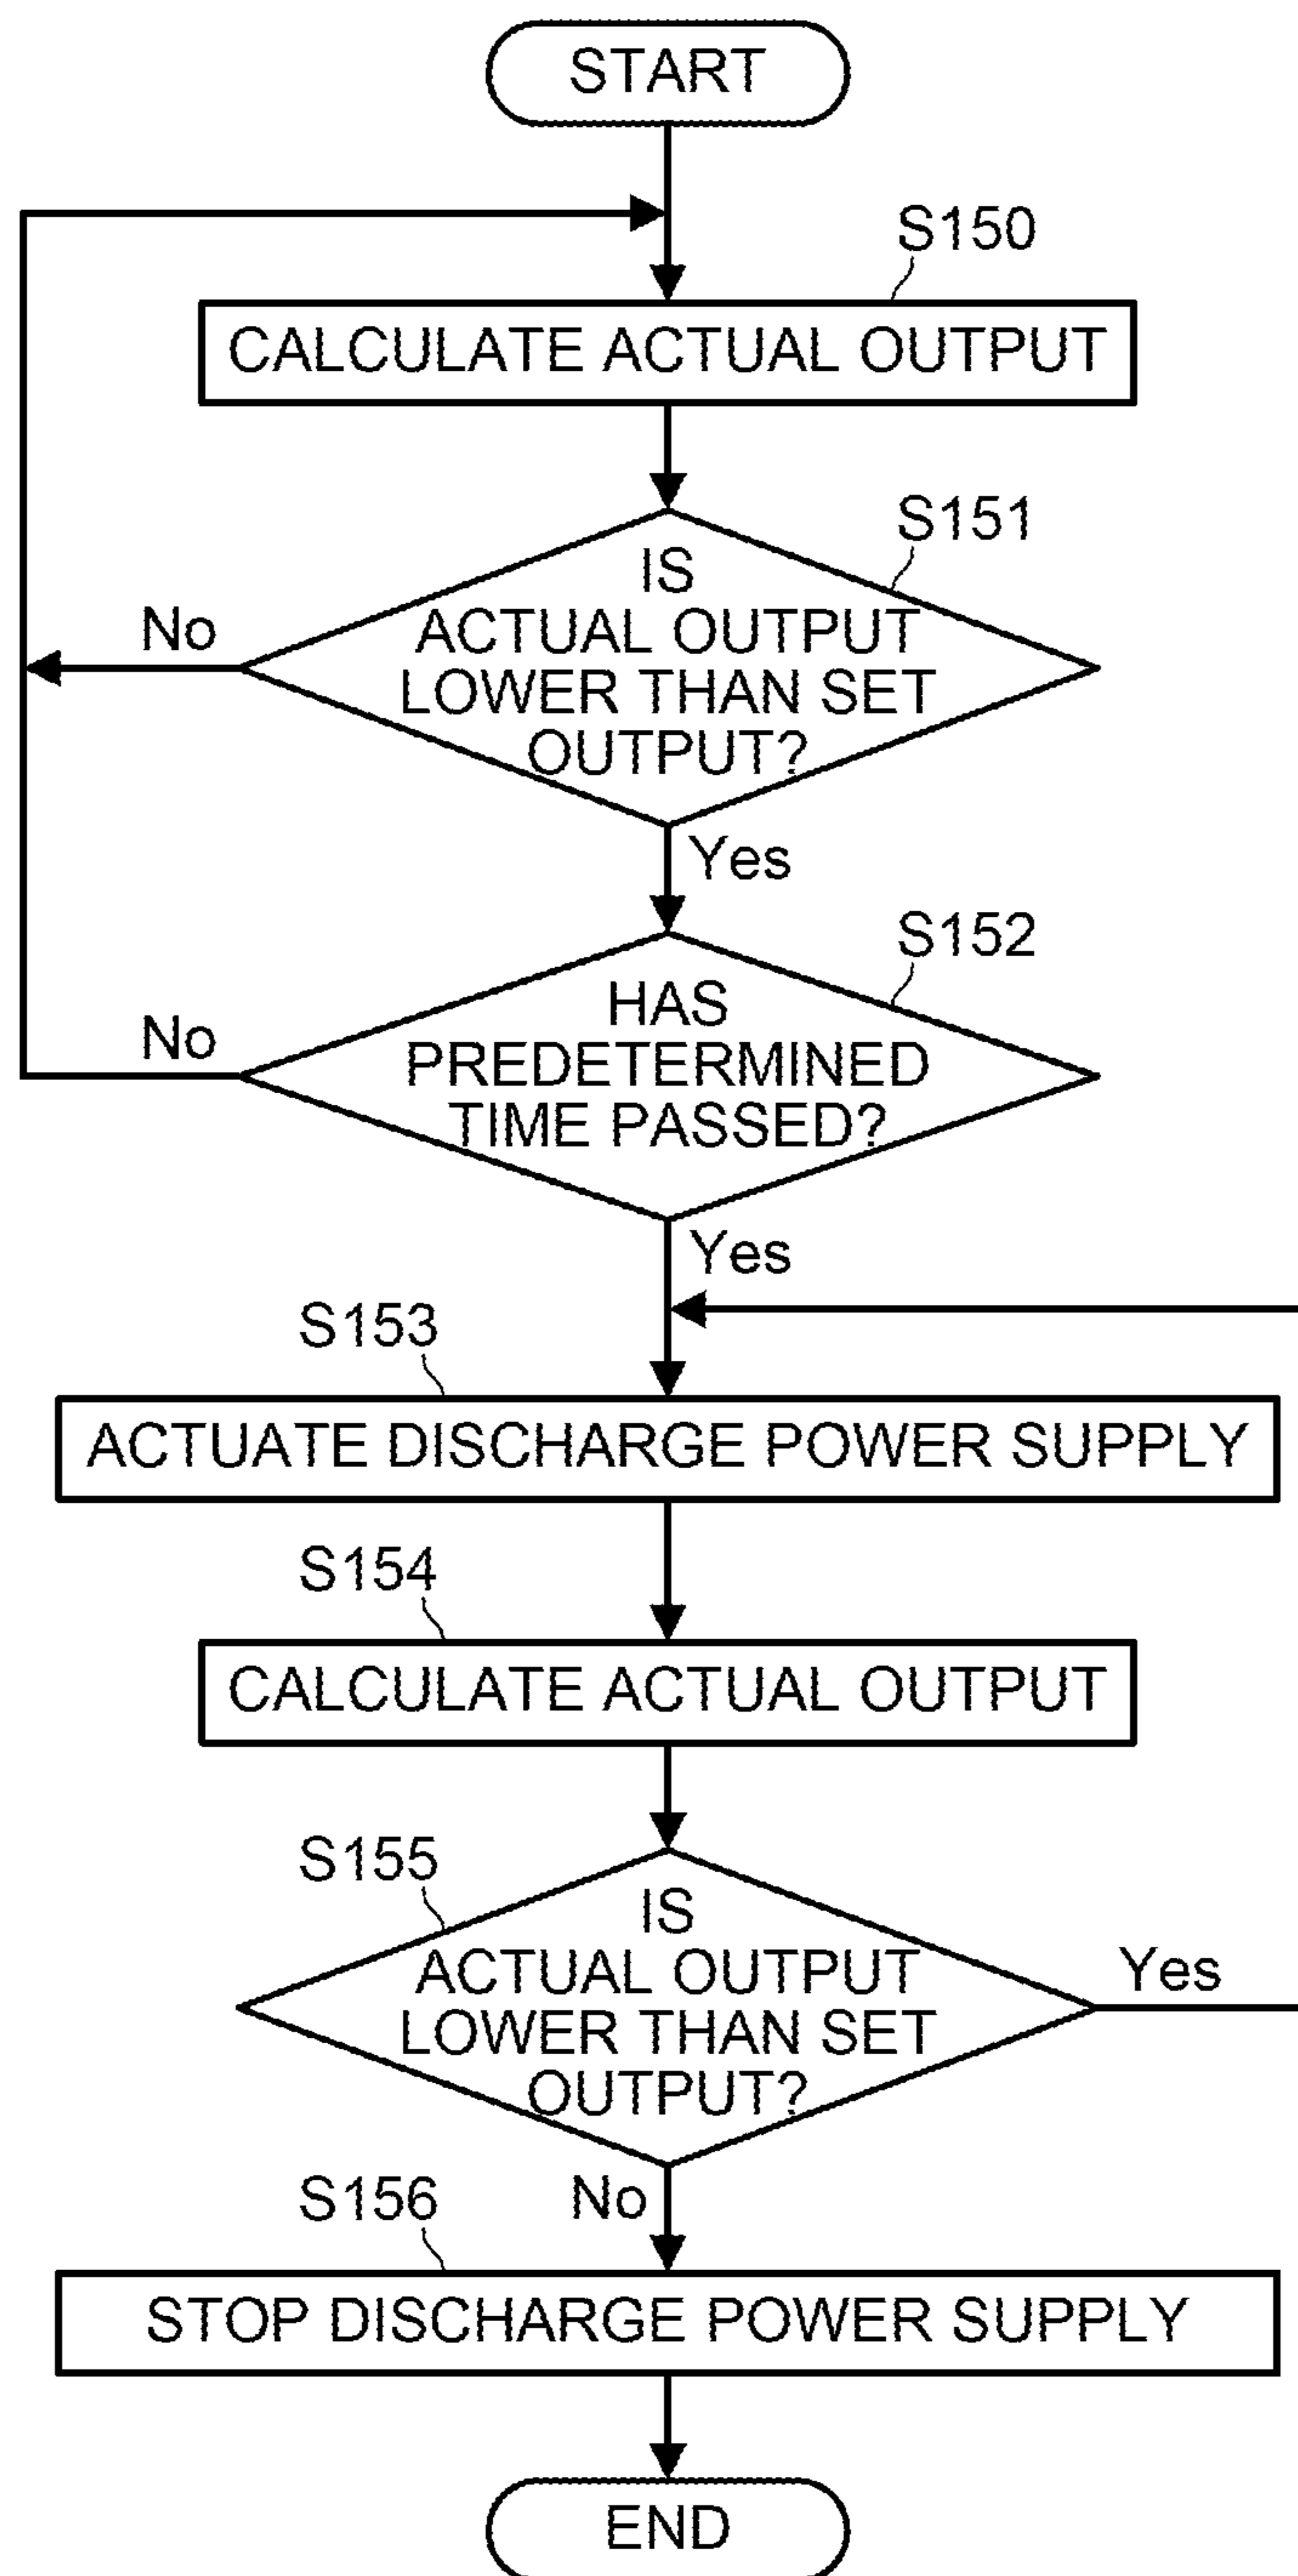 START
S150
CALCULATE ACTUAL OUTPUT
S151
IS
ACTUAL OUTPUT
LOWER THAN SET
OUTPUT?
No
Yes
S152
HAS
PREDETERMINED
TIME PASSED?
No
Yes
S153
ACTUATE DISCHARGE POWER SUPPLY
S154
CALCULATE ACTUAL OUTPUT
S155
IS
ACTUAL OUTPUT
LOWER THAN SET
OUTPUT?
Yes
No
S156
STOP DISCHARGE POWER SUPPLY
END